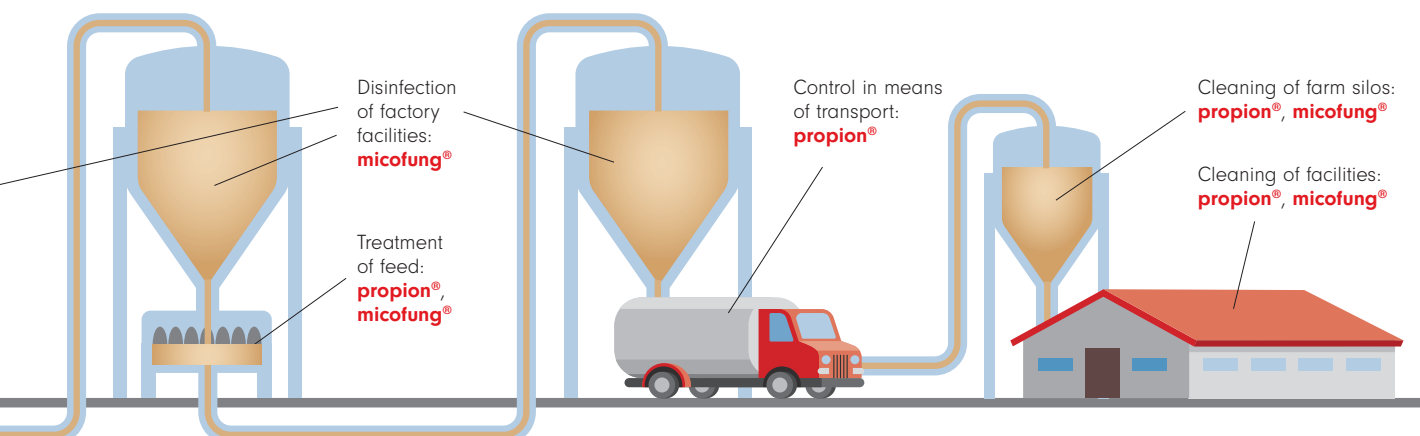 Disinfection
of factory
facilities:
micofung®
Treatment
of feed:
propion®,
micofung®
Control in means
of transport:
propion®
Cleaning of farm silos:
propion®, micofung®
Cleaning of facilities:
propion®, micofung®